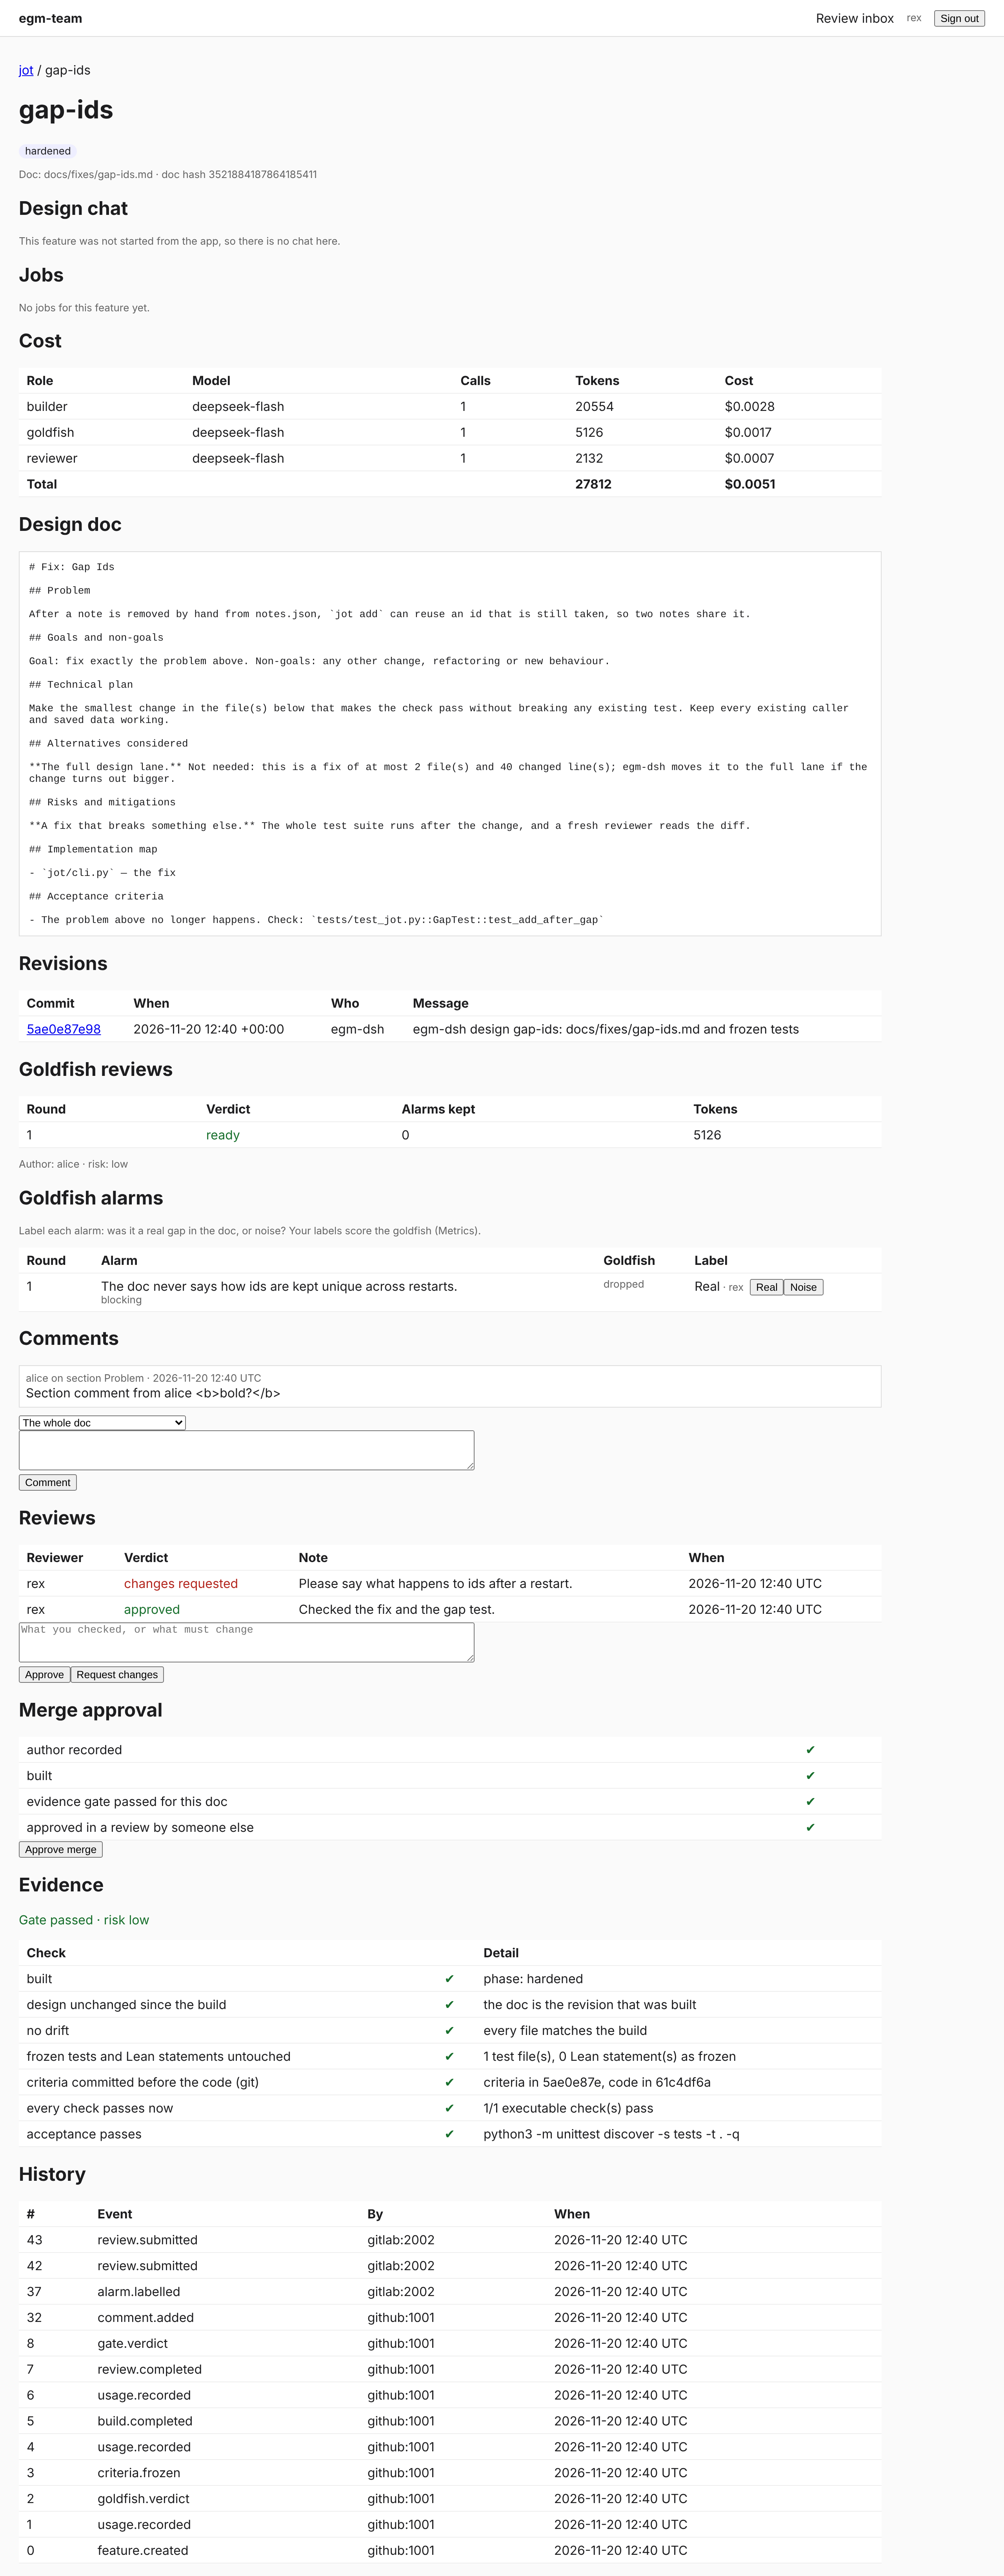 egm-team Review inbox rex Sign out
jot / gap-ids
gap-ids
hardened
Doc: docs/fixes/gap-ids.md · doc hash 3521884187864185411
Design chat
This feature was not started from the app, so there is no chat here.
Jobs
No jobs for this feature yet.
Cost
Role Model Calls Tokens Cost
builder deepseek-flash 1 20554 $0.0028
goldfish deepseek-flash 1 5126 $0.0017
reviewer deepseek-flash 1 2132 $0.0007
Total 27812 $0.0051
Design doc
# Fix: Gap Ids
## Problem
After a note is removed by hand from notes.json, `jot add` can reuse an id that is still taken, so two notes share it.
## Goals and non-goals
Goal: fix exactly the problem above. Non-goals: any other change, refactoring or new behaviour.
## Technical plan
Make the smallest change in the file(s) below that makes the check pass without breaking any existing test. Keep every existing caller
and saved data working.
## Alternatives considered
**The full design lane.** Not needed: this is a fix of at most 2 file(s) and 40 changed line(s); egm-dsh moves it to the full lane if the
change turns out bigger.
## Risks and mitigations
**A fix that breaks something else.** The whole test suite runs after the change, and a fresh reviewer reads the diff.
## Implementation map
- `jot/cli.py` — the fix
## Acceptance criteria
- The problem above no longer happens. Check: `tests/test_jot.py::GapTest::test_add_after_gap`
Revisions
Commit When Who Message
5ae0e87e98 2026-11-20 12:40 +00:00 egm-dsh egm-dsh design gap-ids: docs/fixes/gap-ids.md and frozen tests
Goldfish reviews
Round Verdict Alarms kept Tokens
1 ready 0 5126
Author: alice · risk: low
Goldfish alarms
Label each alarm: was it a real gap in the doc, or noise? Your labels score the goldfish (Metrics).
Round Alarm Goldfish Label
1 The doc never says how ids are kept unique across restarts. dropped Real · rex Real Noise
blocking
Comments
alice on section Problem · 2026-11-20 12:40 UTC
Section comment from alice <b>bold?</b>
The whole doc
Comment
Reviews
Reviewer Verdict Note When
rex changes requested Please say what happens to ids after a restart. 2026-11-20 12:40 UTC
rex approved Checked the fix and the gap test. 2026-11-20 12:40 UTC
What you checked, or what must change
Approve Request changes
Merge approval
author recorded ✔
built ✔
evidence gate passed for this doc ✔
approved in a review by someone else ✔
Approve merge
Evidence
Gate passed · risk low
Check Detail
built ✔ phase: hardened
design unchanged since the build ✔ the doc is the revision that was built
no drift ✔ every file matches the build
frozen tests and Lean statements untouched ✔ 1 test file(s), 0 Lean statement(s) as frozen
criteria committed before the code (git) ✔ criteria in 5ae0e87e, code in 61c4df6a
every check passes now ✔ 1/1 executable check(s) pass
acceptance passes ✔ python3 -m unittest discover -s tests -t . -q
History
# Event By When
43 review.submitted gitlab:2002 2026-11-20 12:40 UTC
42 review.submitted gitlab:2002 2026-11-20 12:40 UTC
37 alarm.labelled gitlab:2002 2026-11-20 12:40 UTC
32 comment.added github:1001 2026-11-20 12:40 UTC
8 gate.verdict github:1001 2026-11-20 12:40 UTC
7 review.completed github:1001 2026-11-20 12:40 UTC
6 usage.recorded github:1001 2026-11-20 12:40 UTC
5 build.completed github:1001 2026-11-20 12:40 UTC
4 usage.recorded github:1001 2026-11-20 12:40 UTC
3 criteria.frozen github:1001 2026-11-20 12:40 UTC
2 goldfish.verdict github:1001 2026-11-20 12:40 UTC
1 usage.recorded github:1001 2026-11-20 12:40 UTC
0 feature.created github:1001 2026-11-20 12:40 UTC